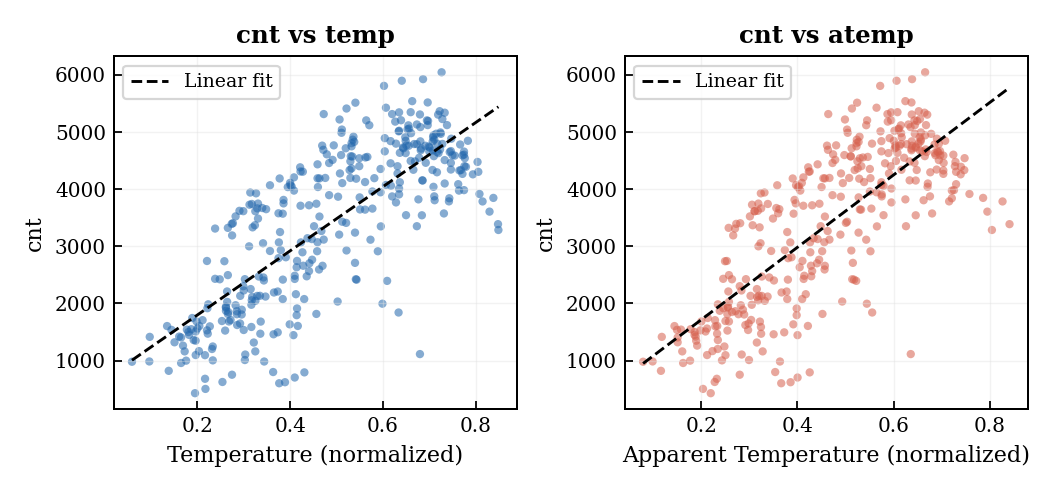 cnt vs temp
Linear fit
6000
5000
4000
3000
2000
1000
cnt
0.2 0.4 0.6 0.8
Temperature (normalized)
cnt vs atemp
Linear fit
6000
5000
4000
3000
2000
1000
cnt
0.2 0.4 0.6 0.8
Apparent Temperature (normalized)